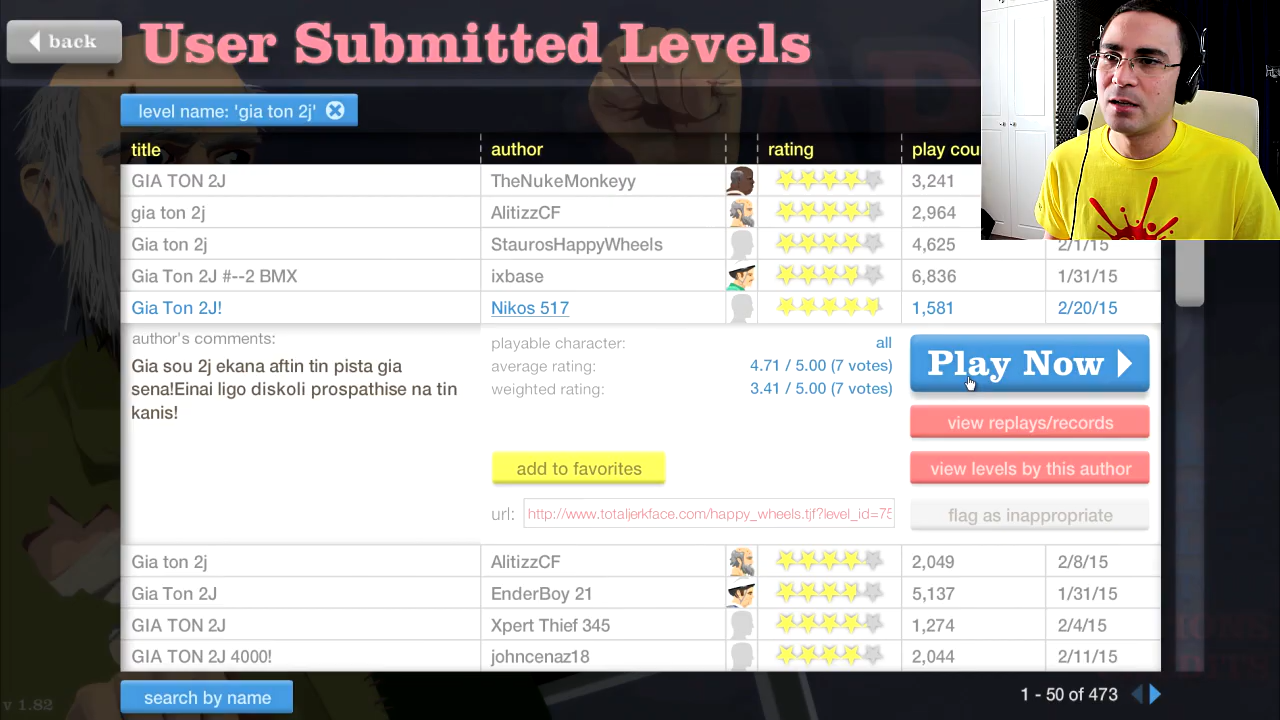 back
User Submitted Levels
level name: 'gia ton 2j'
title author rating play cou
GIA TON 2J TheNukeMonkeyy 3,241
gia ton 2j AlitizzCF 2,964
Gia ton 2j StaurosHappyWheels 4,625 2/1/15
Gia Ton 2J #--2 BMX ixbase 6,836 1/31/15
Gia Ton 2J! Nikos 517 1,581 2/20/15
author's comments:
Gia sou 2j ekana aftin tin pista gia
sena!Einai ligo diskoli prospathise na tin
kanis!
playable character: all
average rating: 4.71 / 5.00 (7 votes)
weighted rating: 3.41 / 5.00 (7 votes)
add to favorites
url: http://www.totaljerkface.com/happy_wheels.tjf?level_id=75
Play Now
view replays/records
view levels by this author
flag as inappropriate
Gia ton 2j AlitizzCF 2,049 2/8/15
Gia Ton 2J EnderBoy 21 5,137 1/31/15
GIA TON 2J Xpert Thief 345 1,274 2/4/15
GIA TON 2J 4000! johncenaz18 2,044 2/11/15
v 1.82
search by name
1 - 50 of 473